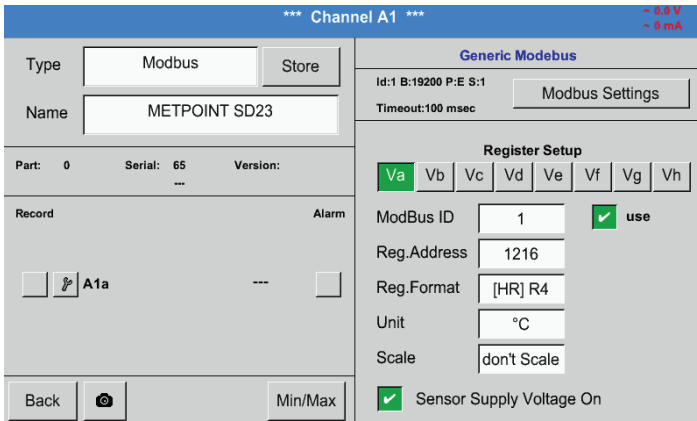 *** Channel A1 ***
~ 0.0 V
~ 0 mA
Type
Modbus
Store
Name
METPOINT SD23
Part: 0 Serial: 65 Version:
---
Record Alarm
A1a ---
Back
Min/Max
Generic Modebus
Id:1 B:19200 P:E S:1
Timeout:100 msec
Modbus Settings
Register Setup
Va Vb Vc Vd Ve Vf Vg Vh
ModBus ID 1 use
Reg.Address 1216
Reg.Format [HR] R4
Unit °C
Scale don't Scale
Sensor Supply Voltage On